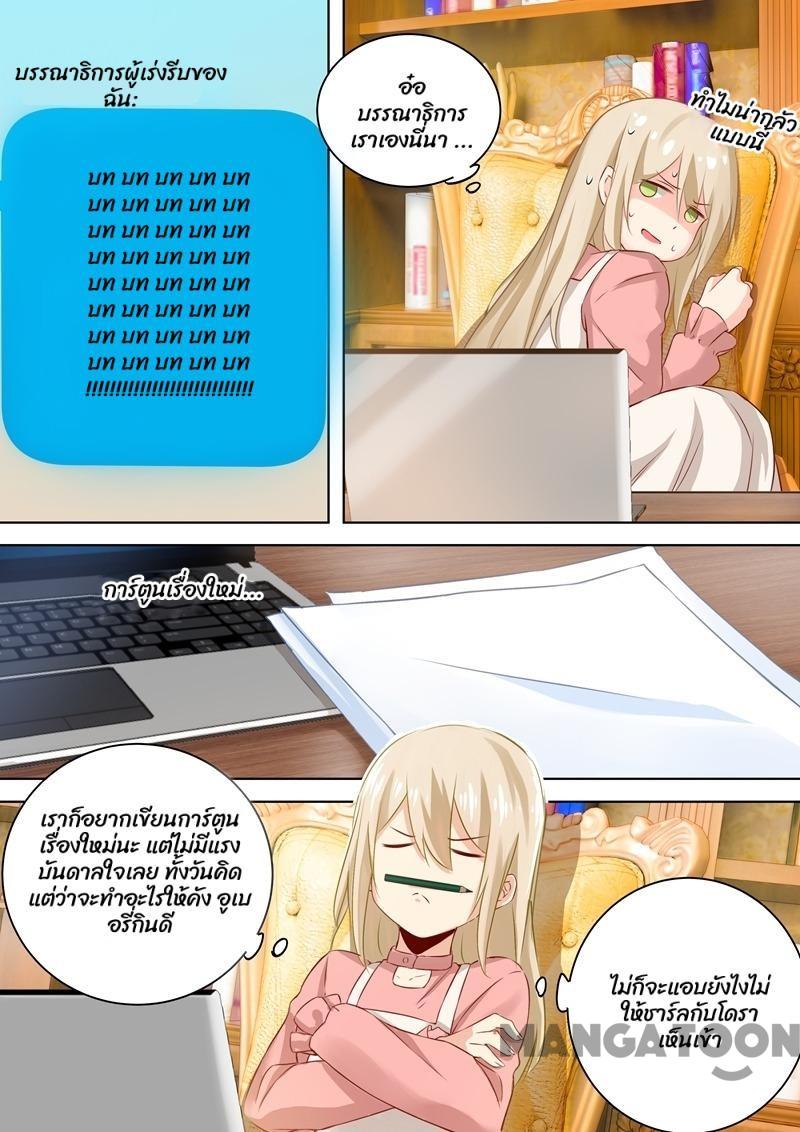 บรรณาธิการผู้เร่งรีบของ
ฉัน:
บท บท บท บท บท
บท บท บท บท บท
บท บท บท บท บท
บท บท บท บท บท
บท บท บท บท บท
บท บท บท บท บท
บท บท บท บท บท
บท บท บท บท บท
!!!!!!!!!!!!!!!!!!!!!!!!!!!!
อ๋อ
บรรณาธิการ
เราเองนี่นา ...
ทำไมน่ากลัว
แบบนี้
การ์ตูนเรื่องใหม่...
เราก็อยากเขียนการ์ตูน
เรื่องใหม่นะ แต่ไม่มีแรง
บันดาลใจเลย ทั้งวันคิด
แต่ว่าจะทำอะไรให้คัง อูเบ
อรี่กินดี
ไม่ก็จะแอบยังไงไม่
ให้ชาร์ลกับโดรา
เห็นเข้า
MANGATOON